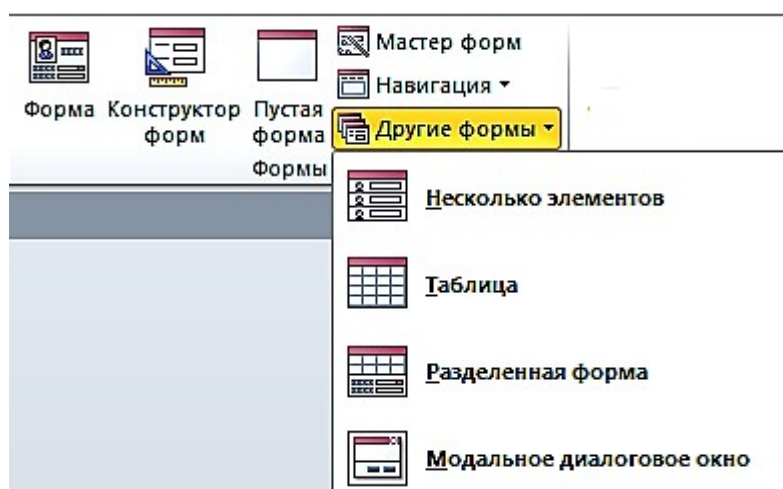 Форма
Конструктор форм
Пустая форма
Мастер форм
Навигация
Другие формы
Формы
Несколько элементов
Таблица
Разделенная форма
Модальное диалоговое окно